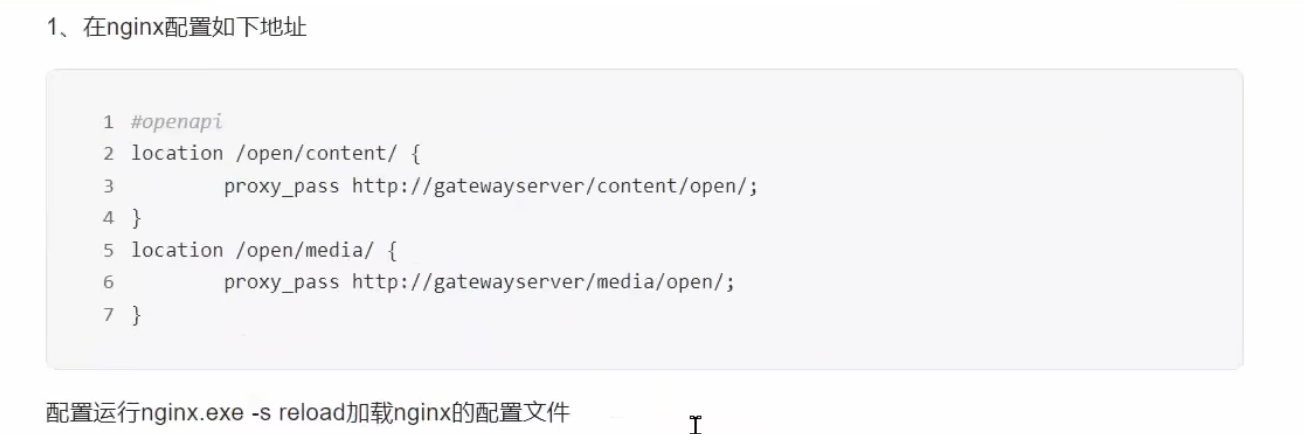 1、在nginx配置如下地址
1 #openapi
2 location /open/content/ {
3 proxy_pass http://gatewayserver/content/open/;
4 }
5 location /open/media/ {
6 proxy_pass http://gatewayserver/media/open/;
7 }
配置运行nginx.exe -s reload加载nginx的配置文件